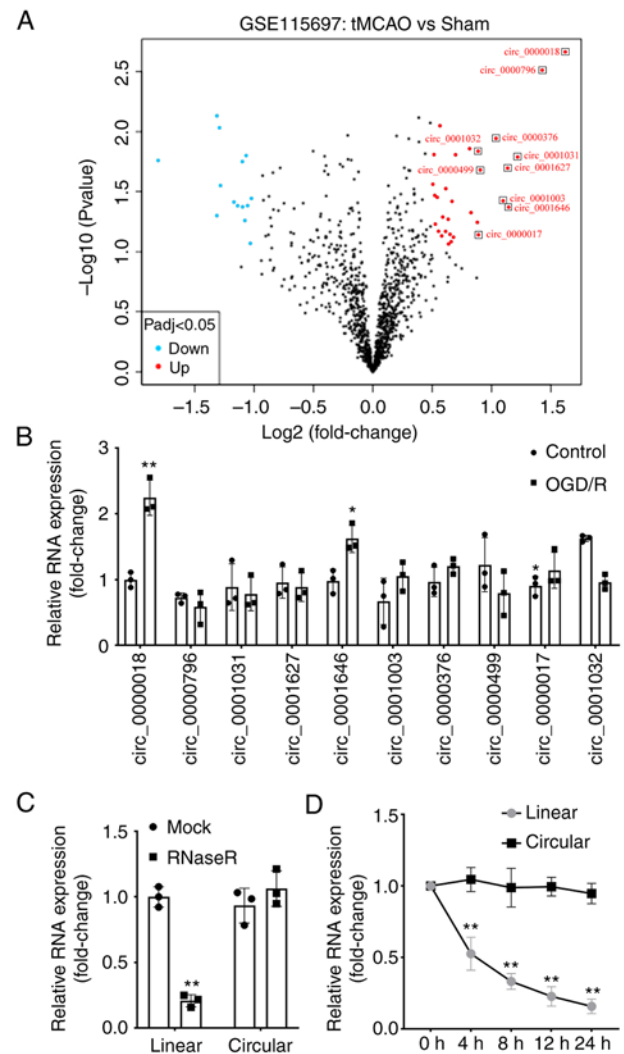 A
GSE115697: tMCAO vs Sham
−Log10 (Pvalue)
2.5
2.0
1.5
1.0
0.5
0.0
circ_0000018
circ_0000796
circ_0001032
circ_0000376
circ_0001031
circ_0000499
circ_0001627
circ_0001003
circ_0001646
circ_0000017
Padj<0.05
Down
Up
−1.5 −1.0 −0.5 0.0 0.5 1.0 1.5
Log2 (fold-change)
B
Relative RNA expression
(fold-change)
3
2
1
0
Control
OGD/R
**
*
*
circ_0000018
circ_0000796
circ_0001031
circ_0001627
circ_0001646
circ_0001003
circ_0000376
circ_0000499
circ_0000017
circ_0001032
C
Relative RNA expression
(fold-change)
1.5
1.0
0.5
0.0
Mock
RNaseR
**
Linear Circular
D
Relative RNA expression
(fold-change)
1.5
1.0
0.5
0.0
Linear
Circular
** ** ** **
0 h 4 h 8 h 12 h 24 h